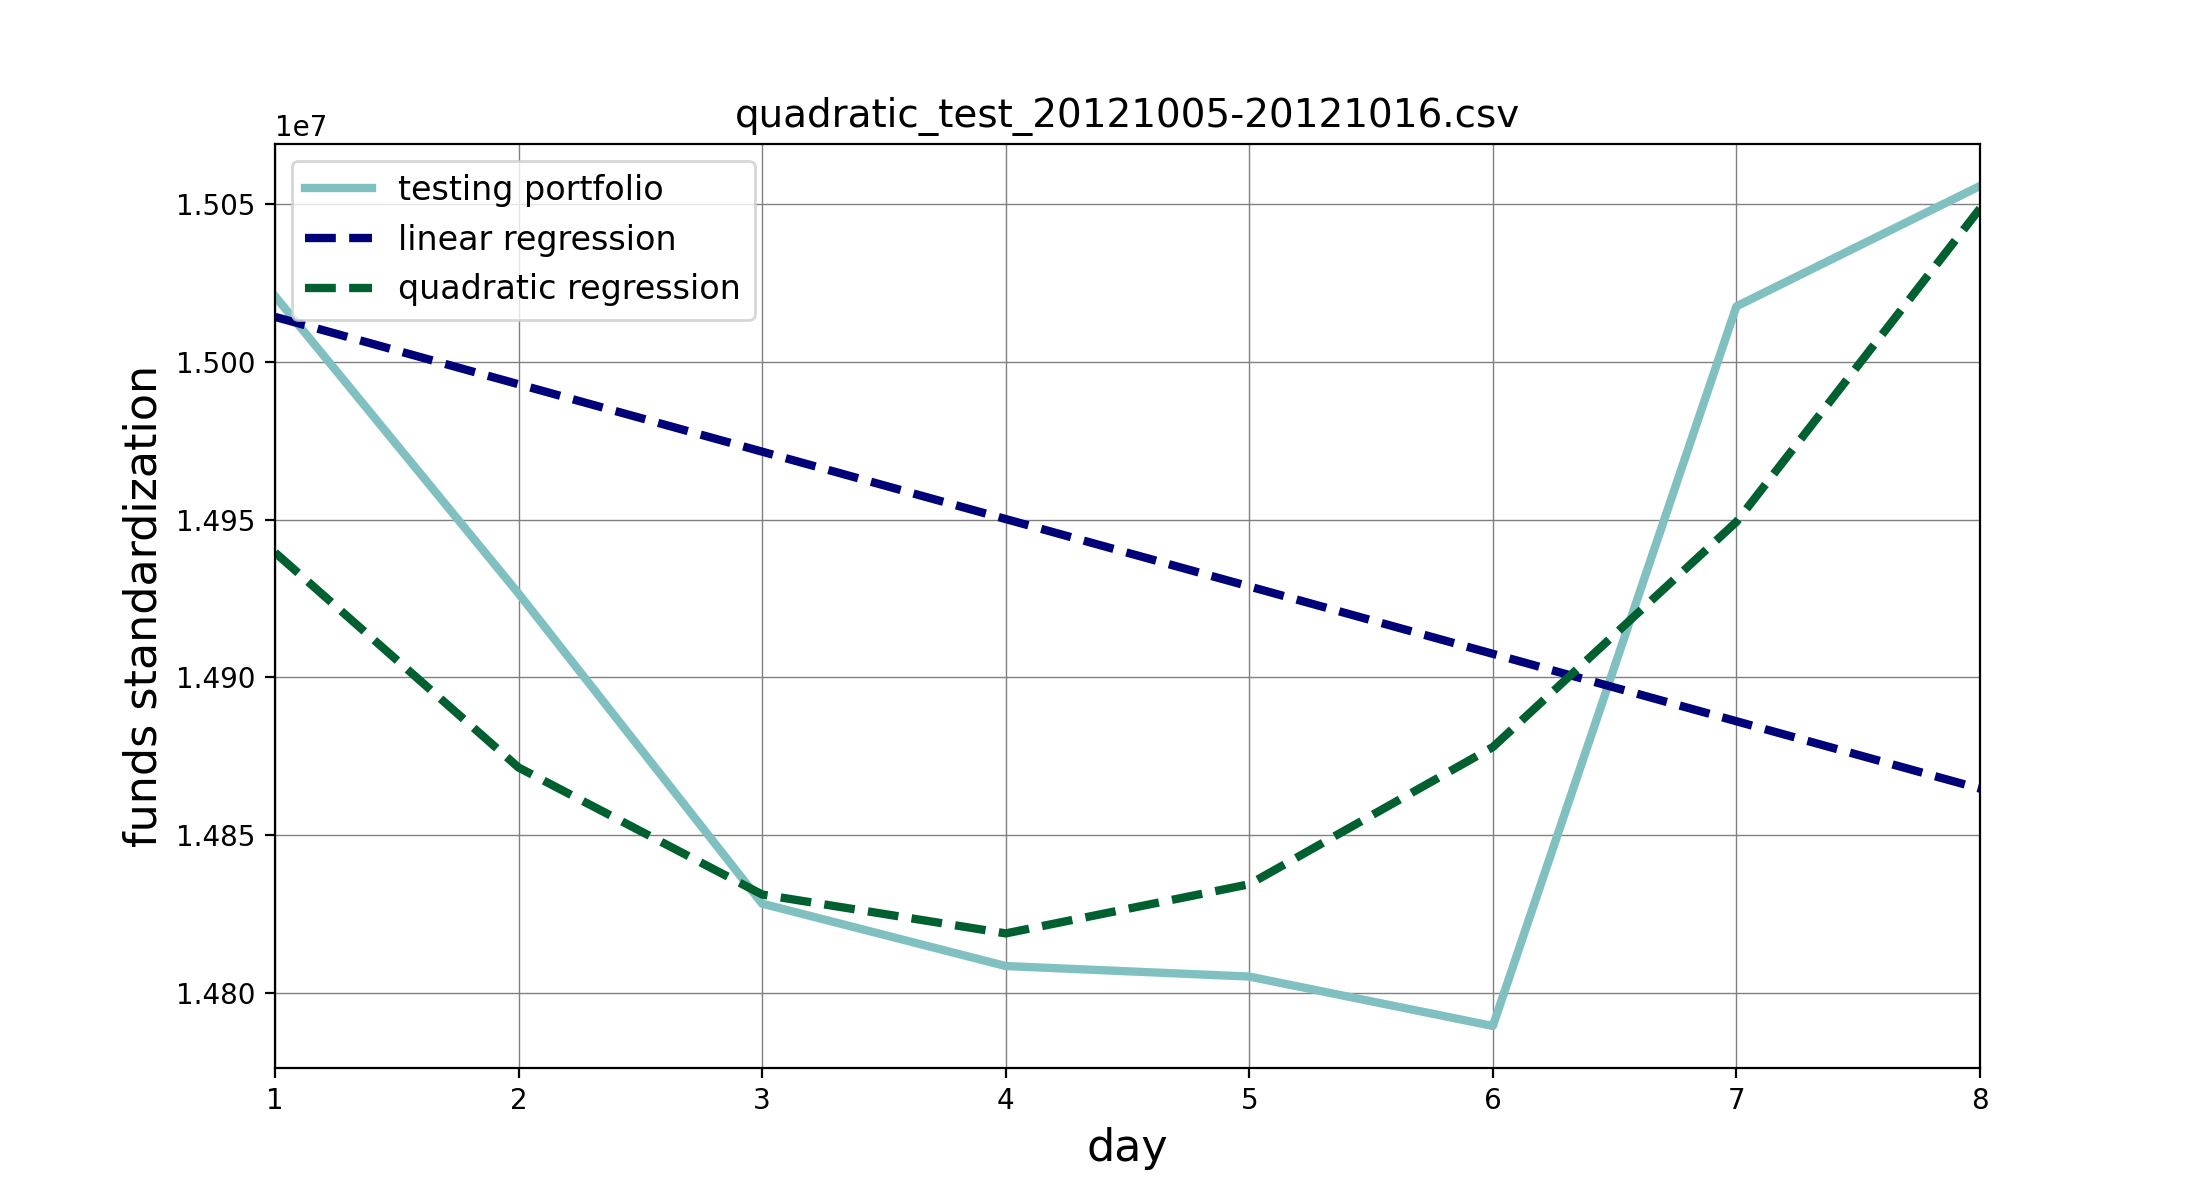 quadratic_test_20121005-20121016.csv
1e7
testing portfolio
linear regression
quadratic regression
1.505
1.500
1.495
1.490
1.485
1.480
funds standardization
1 2 3 4 5 6 7 8
day